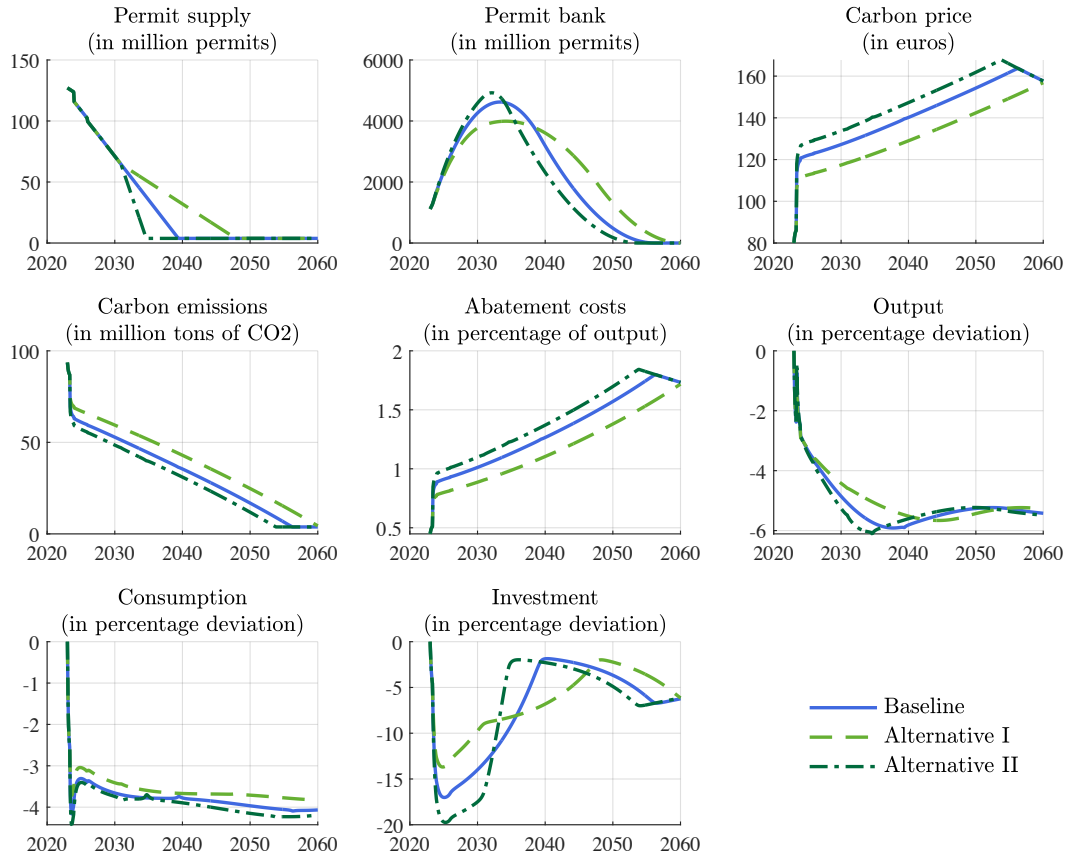 Permit supply
(in million permits)
150
100
50
0
2020 2030 2040 2050 2060
Permit bank
(in million permits)
6000
4000
2000
0
2020 2030 2040 2050 2060
Carbon price
(in euros)
160
140
120
100
80
2020 2030 2040 2050 2060
Carbon emissions
(in million tons of CO2)
100
50
0
2020 2030 2040 2050 2060
Abatement costs
(in percentage of output)
2
1.5
1
0.5
2020 2030 2040 2050 2060
Output
(in percentage deviation)
0
-2
-4
-6
2020 2030 2040 2050 2060
Consumption
(in percentage deviation)
0
-1
-2
-3
-4
2020 2030 2040 2050 2060
Investment
(in percentage deviation)
0
-5
-10
-15
-20
2020 2030 2040 2050 2060
Baseline
Alternative I
Alternative II